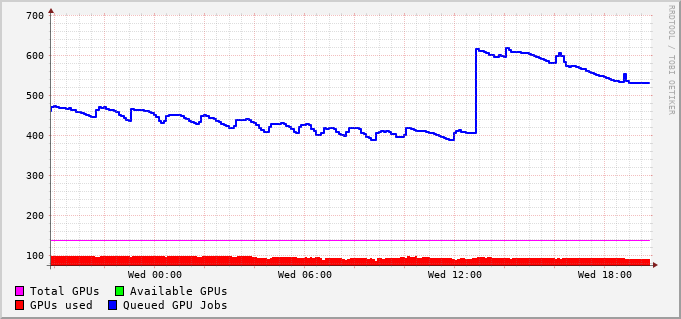 700
600
500
400
300
200
100
Wed 00:00 Wed 06:00 Wed 12:00 Wed 18:00
Total GPUs Available GPUs
GPUs used Queued GPU Jobs
RRDTOOL / TOBI OETIKER